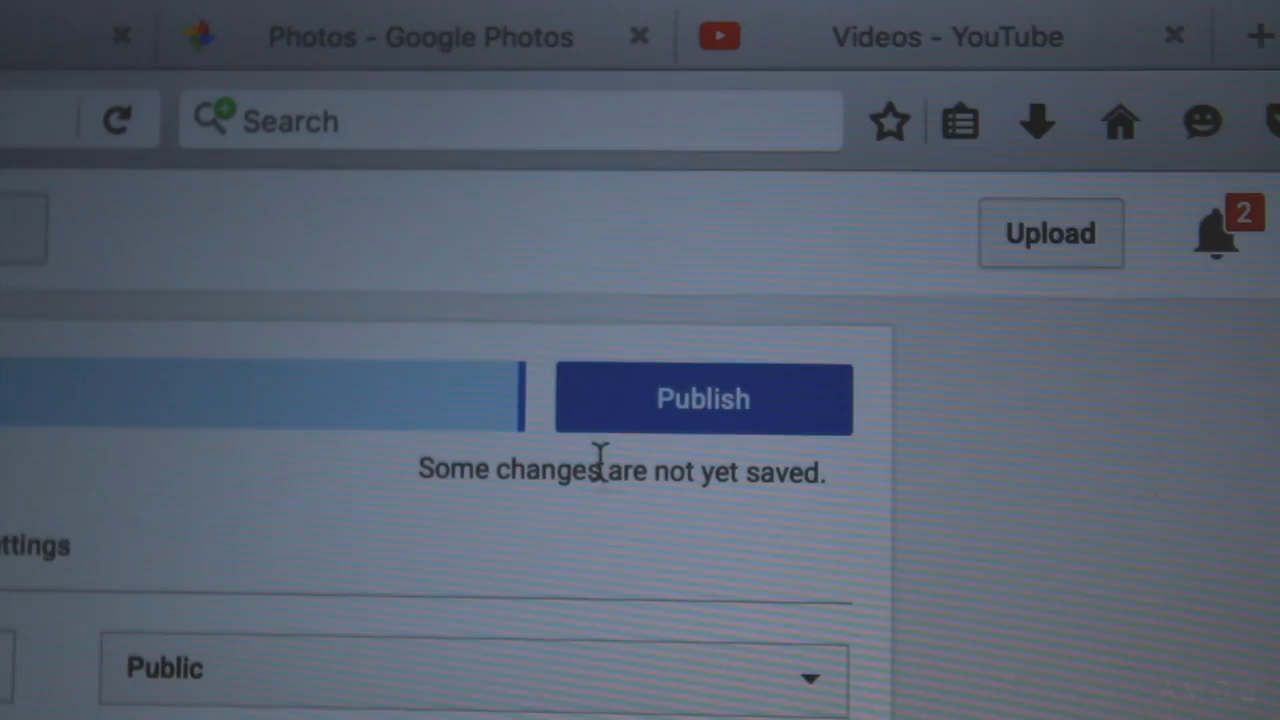 Photos - Google Photos
Videos - YouTube
Search
Upload
2
Publish
Some changes are not yet saved.
ttings
Public